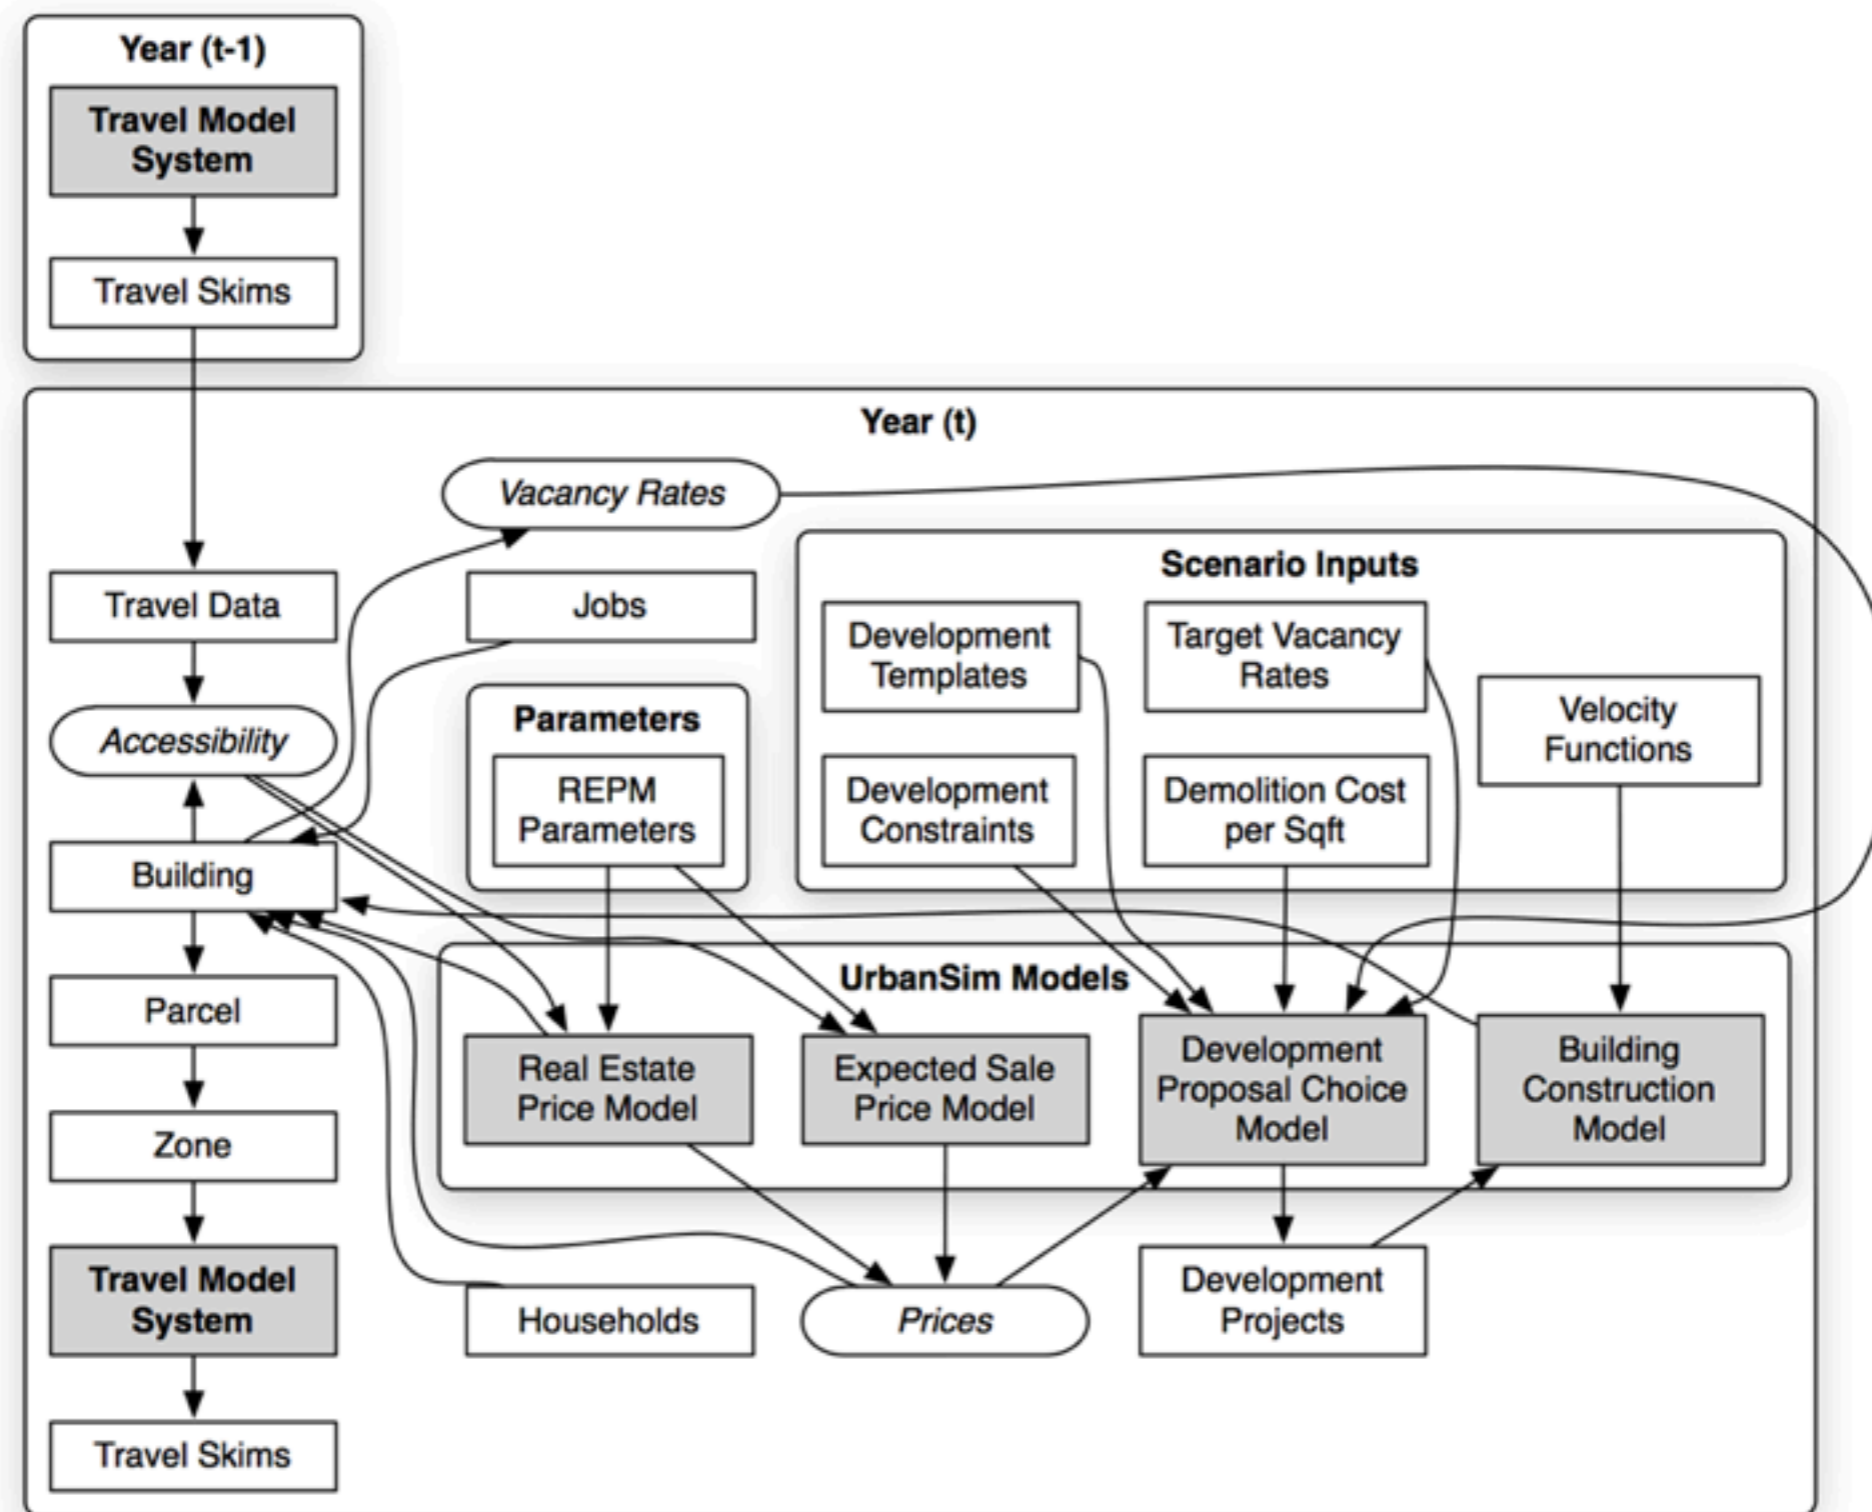 Year (t-1)
Travel Model
System
Travel Skims
Year (t)
Vacancy Rates
Travel Data
Jobs
Accessibility
Building
Parcel
Zone
Travel Model
System
Travel Skims
Parameters
REPM
Parameters
Scenario Inputs
Development
Templates
Target Vacancy
Rates
Velocity
Functions
Development
Constraints
Demolition Cost
per Sqft
UrbanSim Models
Real Estate
Price Model
Expected Sale
Price Model
Development
Proposal Choice
Model
Building
Construction
Model
Households
Prices
Development
Projects